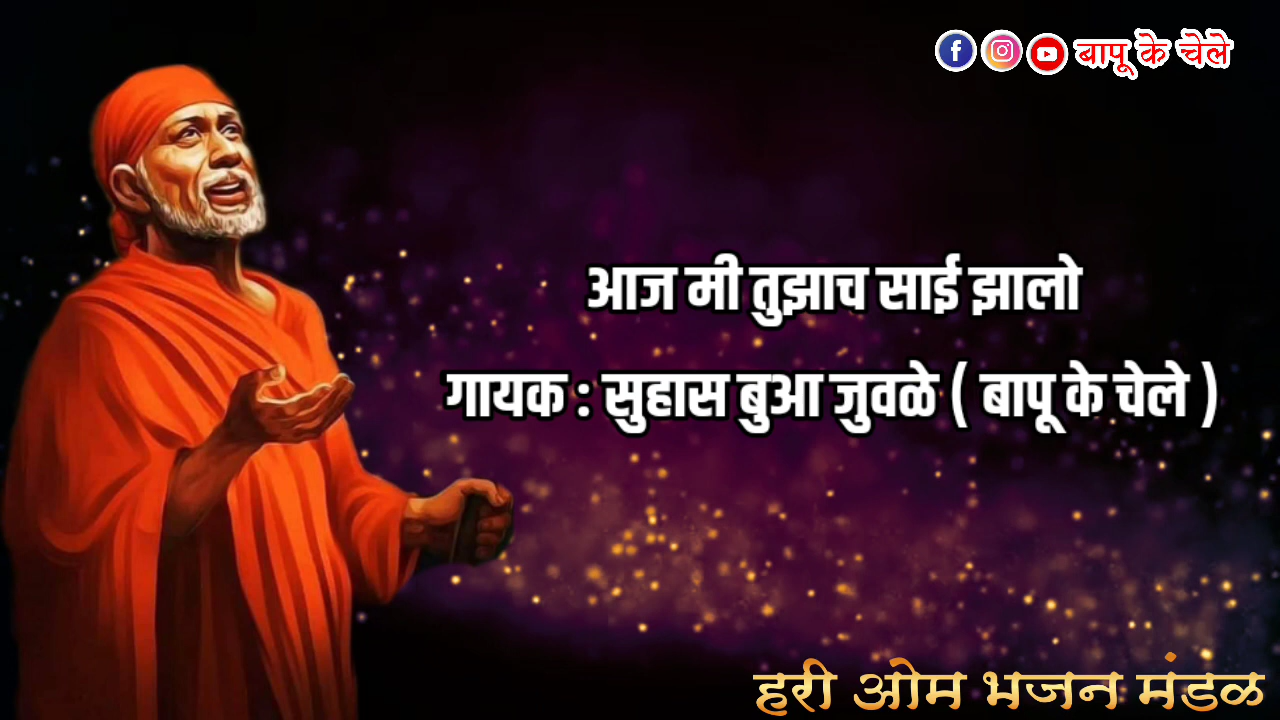 बापू के चेले
आज मी तुझाच साई झालो
गायक : सुहास बुआ जुवळे ( बापू के चेले )
हरी ओम भजन मंडळ